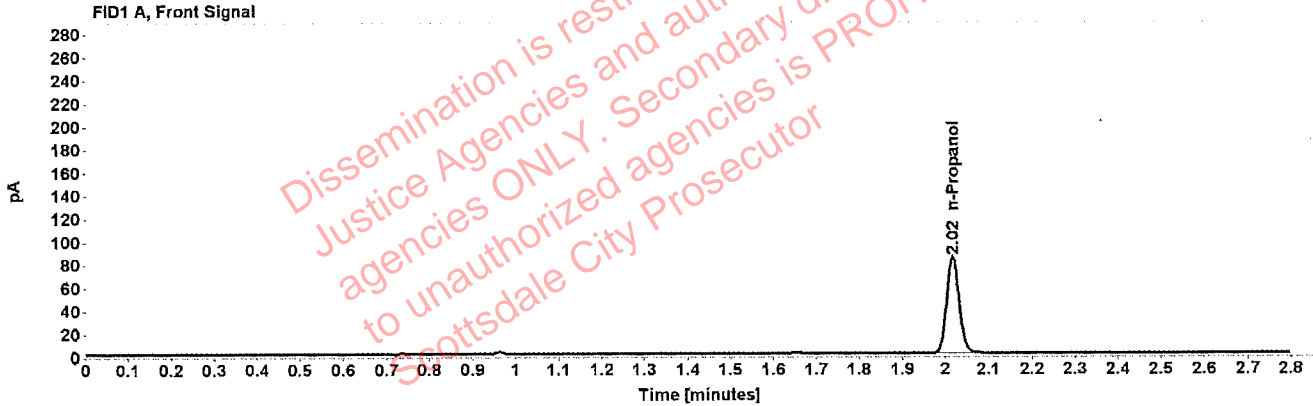 FID1 A, Front Signal
280
260
240
220
200
180
160
140
120
100
80
60
40
20
0
pA
2.02 n-Propanol
0 0.1 0.2 0.3 0.4 0.5 0.6 0.7 0.8 0.9 1 1.1 1.2 1.3 1.4 1.5 1.6 1.7 1.8 1.9 2 2.1 2.2 2.3 2.4 2.5 2.6 2.7 2.8
Time [minutes]
Dissemination is
Justice Agencies and
agencies ONLY. Secondary
to unauthorized agencies is
Scottsdale City Prosecutor